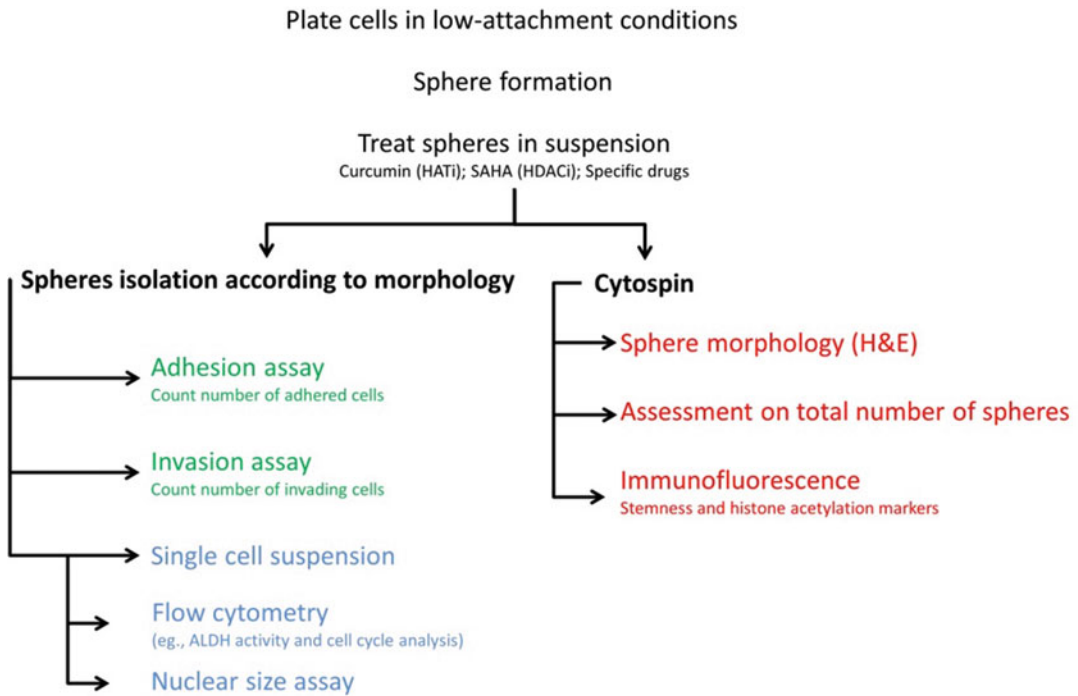 Plate cells in low-attachment conditions
Sphere formation
Treat spheres in suspension
Curcumin (HATi); SAHA (HDACi); Specific drugs
Spheres isolation according to morphology
Adhesion assay
Count number of adhered cells
Invasion assay
Count number of invading cells
Single cell suspension
Flow cytometry
(eg., ALDH activity and cell cycle analysis)
Nuclear size assay
Cytospin
Sphere morphology (H&E)
Assessment on total number of spheres
Immunofluorescence
Stemness and histone acetylation markers